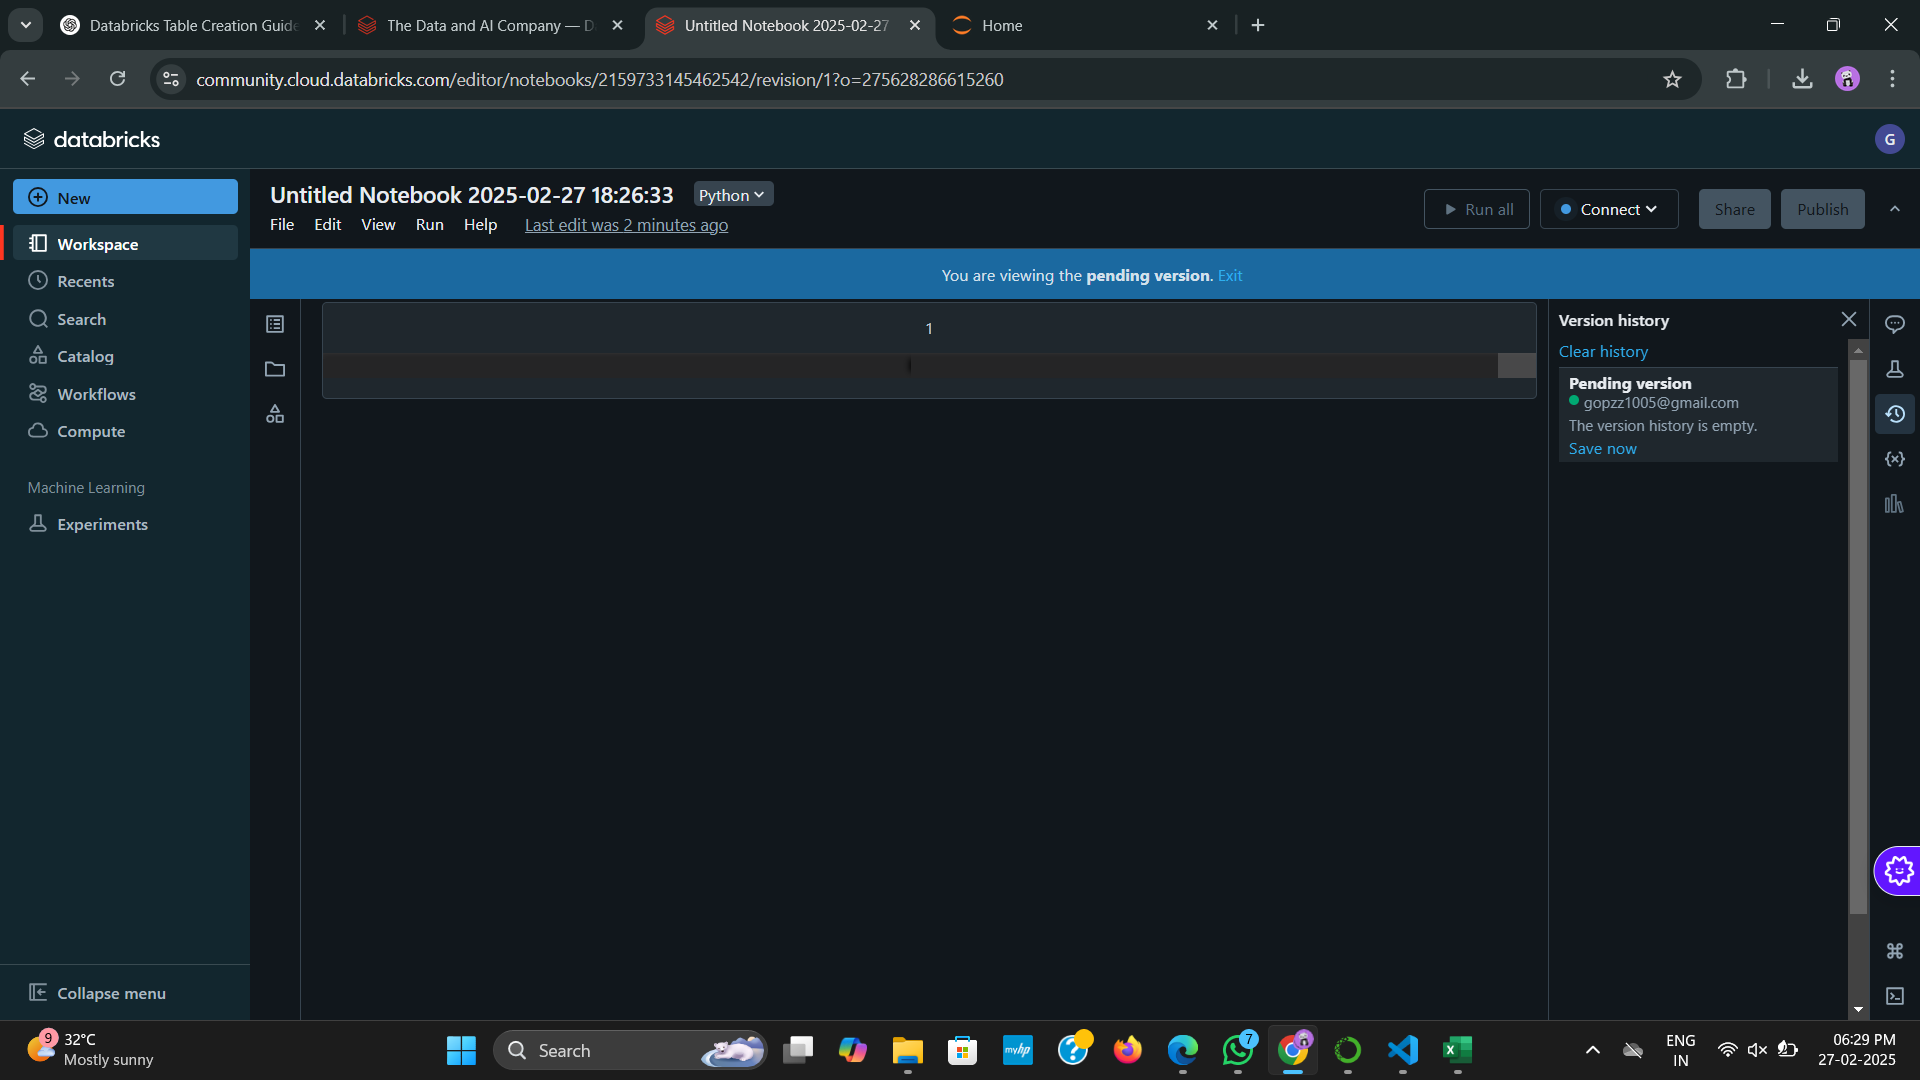 Databricks Table Creation Guide
The Data and AI Company — D
Untitled Notebook 2025-02-27
Home
community.cloud.databricks.com/editor/notebooks/2159733145462542/revision/1?o=275628286615260
databricks
G
New
Workspace
Recents
Search
Catalog
Workflows
Compute
Machine Learning
Experiments
Collapse menu
Untitled Notebook 2025-02-27 18:26:33
Python
File Edit View Run Help Last edit was 2 minutes ago
Run all
Connect
Share
Publish
You are viewing the pending version. Exit
1
Version history
Clear history
Pending version
gopzz1005@gmail.com
The version history is empty.
Save now
9
32°C
Mostly sunny
Search
myhp
7
ENG
IN
06:29 PM
27-02-2025